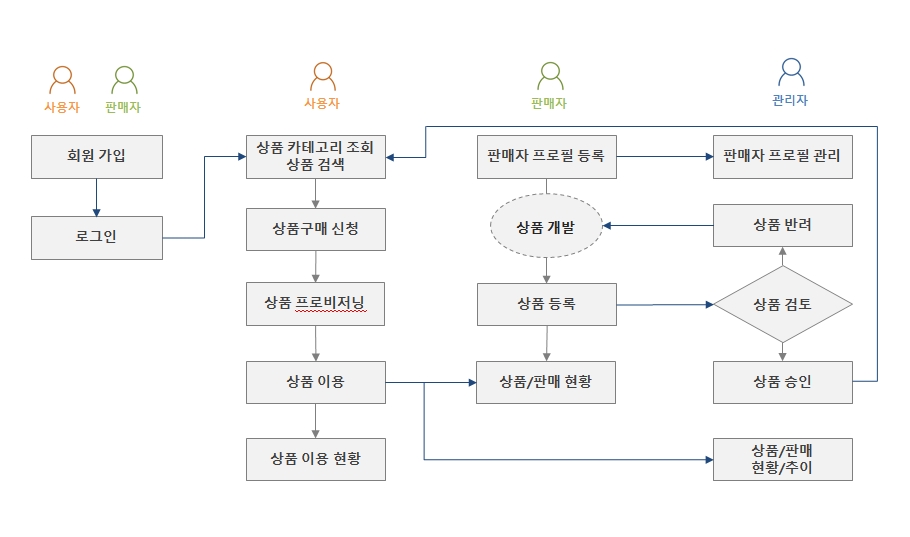 사용자
판매자
사용자
판매자
관리자
회원 가입
로그인
상품 카테고리 조회
상품 검색
상품구매 신청
상품 프로비저닝
상품 이용
상품 이용 현황
판매자 프로필 등록
상품 개발
상품 등록
상품/판매 현황
판매자 프로필 관리
상품 반려
상품 검토
상품 승인
상품/판매
현황/추이